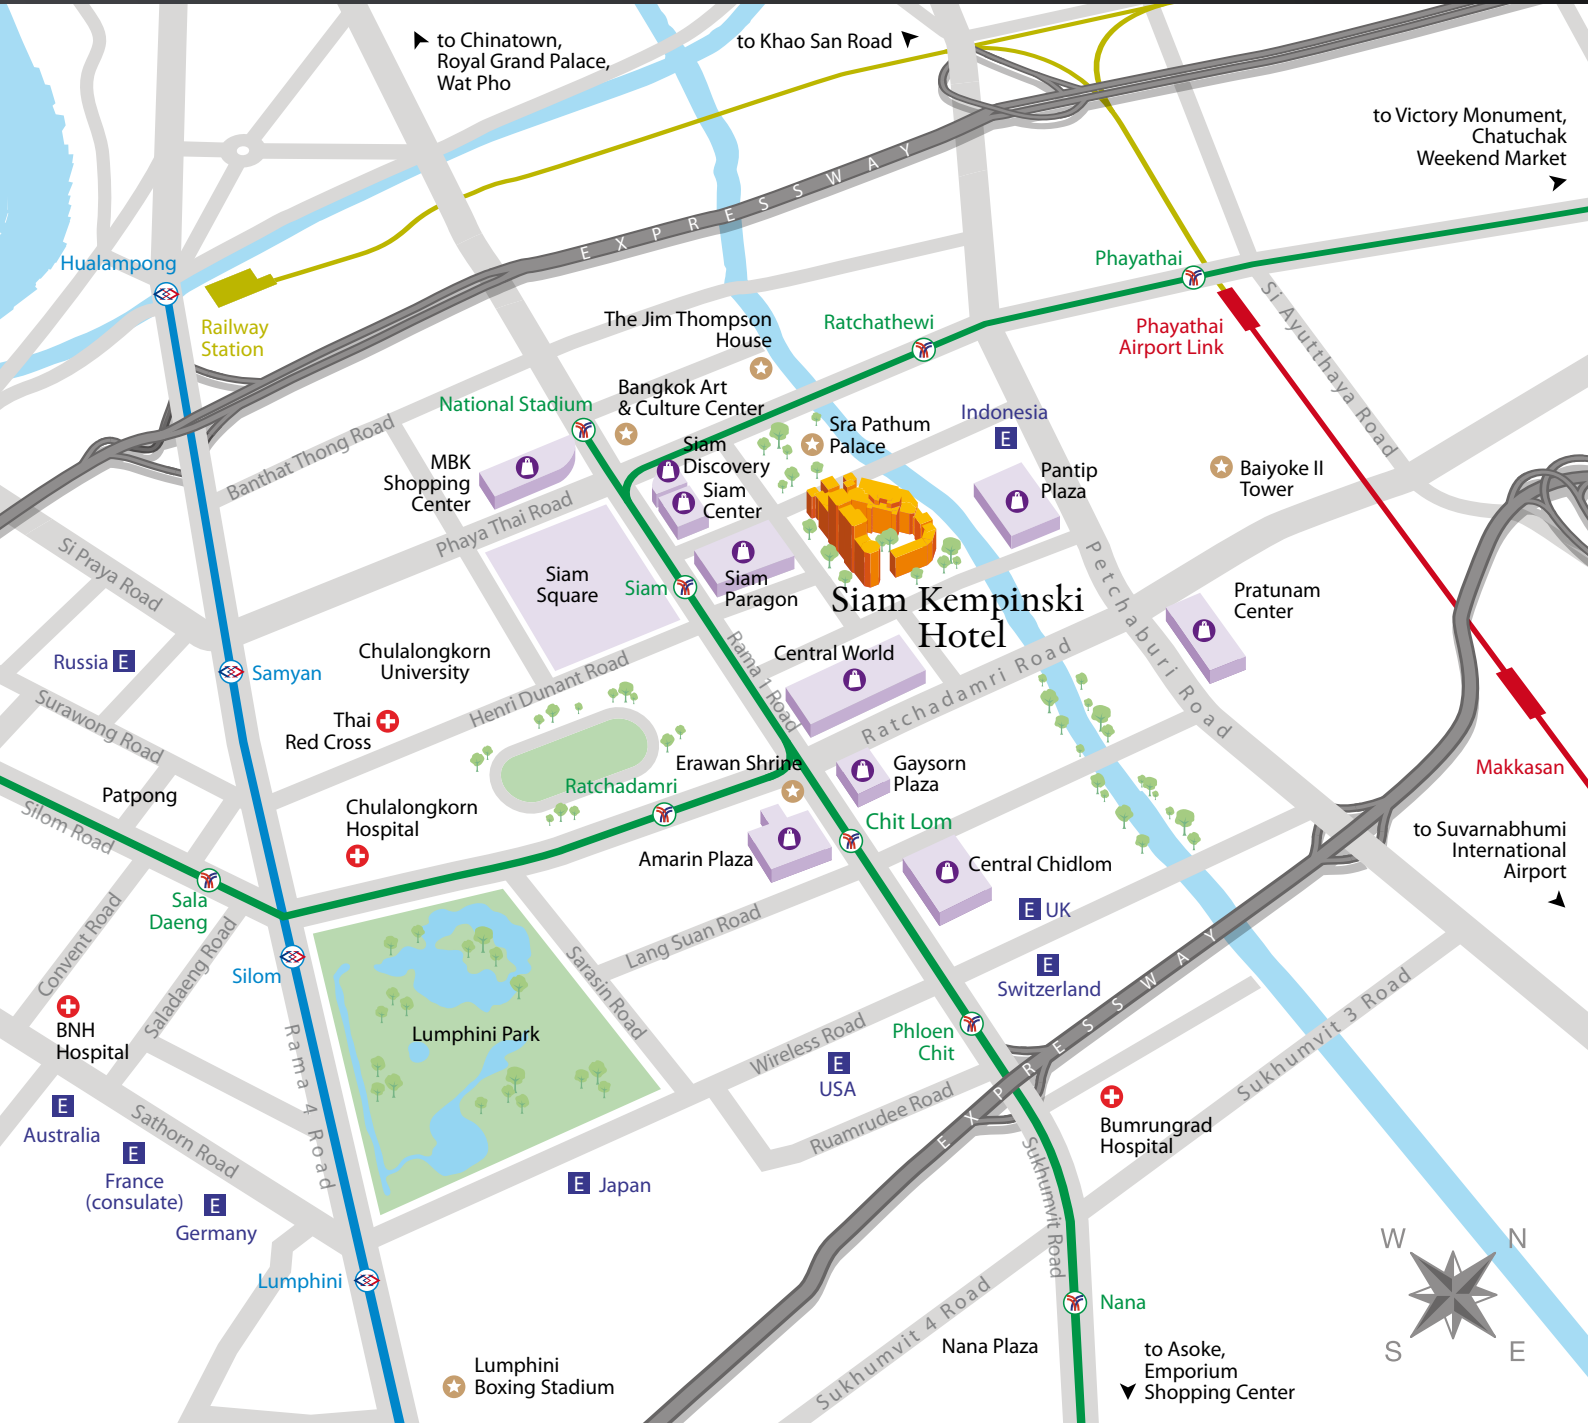 to Chinatown,
Royal Grand Palace,
Wat Pho
to Khao San Road
to Victory Monument,
Chatuchak
Weekend Market
EXPRESSWAY
Hualampong
Railway
Station
Phayathai
Phayathai
Airport Link
Si Ayutthaya Road
The Jim Thompson
House
Ratchathewi
National Stadium
Bangkok Art
& Culture Center
Sra Pathum
Palace
Indonesia
E
Banthat Thong Road
MBK
Shopping
Center
Siam
Discovery
Siam
Center
Pantip
Plaza
Baiyoke II
Tower
Phaya Thai Road
Si Praya Road
Siam
Square
Siam
Siam
Paragon
Siam Kempinski
Hotel
Petchaburi Road
Pratunam
Center
Russia E
Samyan
Chulalongkorn
University
Henri Dunant Road
Rama 1 Road
Central World
Ratchadamri Road
Surawong Road
Thai
Red Cross
Erawan Shrine
Gaysorn
Plaza
Makkasan
Patpong
Silom Road
Chulalongkorn
Hospital
Ratchadamri
Chit Lom
Amarin Plaza
Central Chidlom
to Suvarnabhumi
International
Airport
Sala
Daeng
Convent Road
Saladaeng Road
Silom
E UK
Lang Suan Road
Sarasin Road
E
Switzerland
EXPRESSWAY
BNH
Hospital
Rama 4 Road
Lumphini Park
Wireless Road
Phloen
Chit
E
USA
Sukhumvit 3 Road
Ruamrudee Road
Bumrungrad
Hospital
E
Australia
Sathorn Road
E
France
(consulate)
E
Germany
E Japan
Sukhumvit Road
Lumphini
Nana
Sukhumvit 4 Road
Nana Plaza
Lumphini
Boxing Stadium
to Asoke,
Emporium
Shopping Center
W N
S E